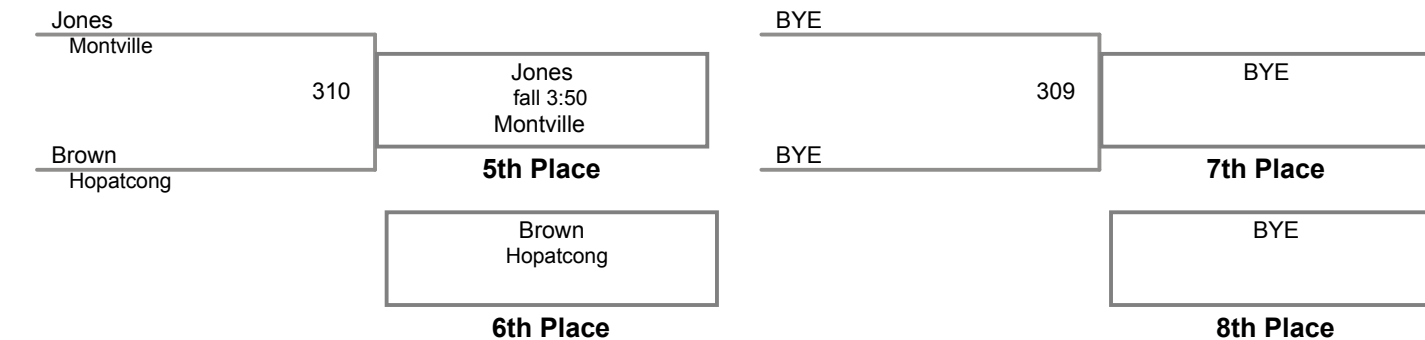 Jones
Montville
310
Brown
Hopatcong
Jones
fall 3:50
Montville
5th Place
Brown
Hopatcong
6th Place
BYE
309
BYE
BYE
7th Place
BYE
8th Place